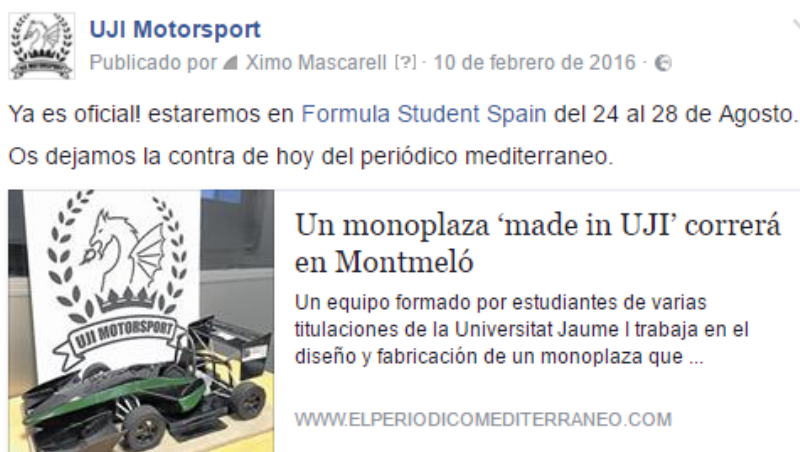 UJI Motorsport
Publicado por Ximo Mascarell [?] · 10 de febrero de 2016 ·
Ya es oficial! estaremos en Formula Student Spain del 24 al 28 de Agosto.
Os dejamos la contra de hoy del periódico mediterraneo.
UJI MOTORSPORT
Un monoplaza ‘made in UJI’ correrá
en Montmeló
Un equipo formado por estudiantes de varias
titulaciones de la Universitat Jaume I trabaja en el
diseño y fabricación de un monoplaza que ...
WWW.ELPERIODICOMEDITERRANEO.COM